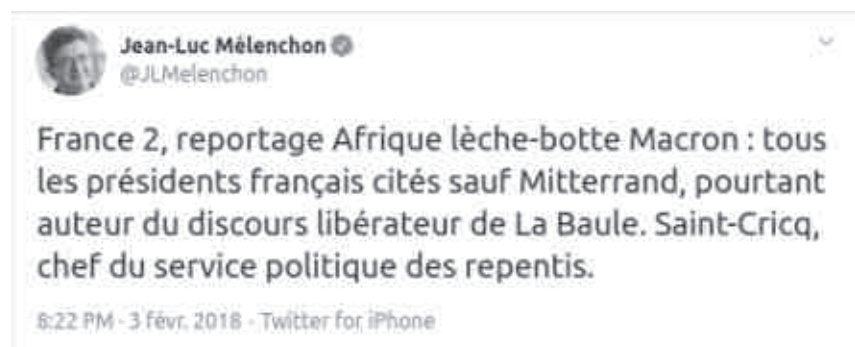 Jean-Luc Mélenchon
@JLMelenchon
France 2, reportage Afrique lèche-botte Macron : tous
les présidents français cités sauf Mitterrand, pourtant
auteur du discours libérateur de La Baule. Saint-Cricq,
chef du service politique des repentis.
8:22 PM - 3 févr. 2018 - Twitter for iPhone